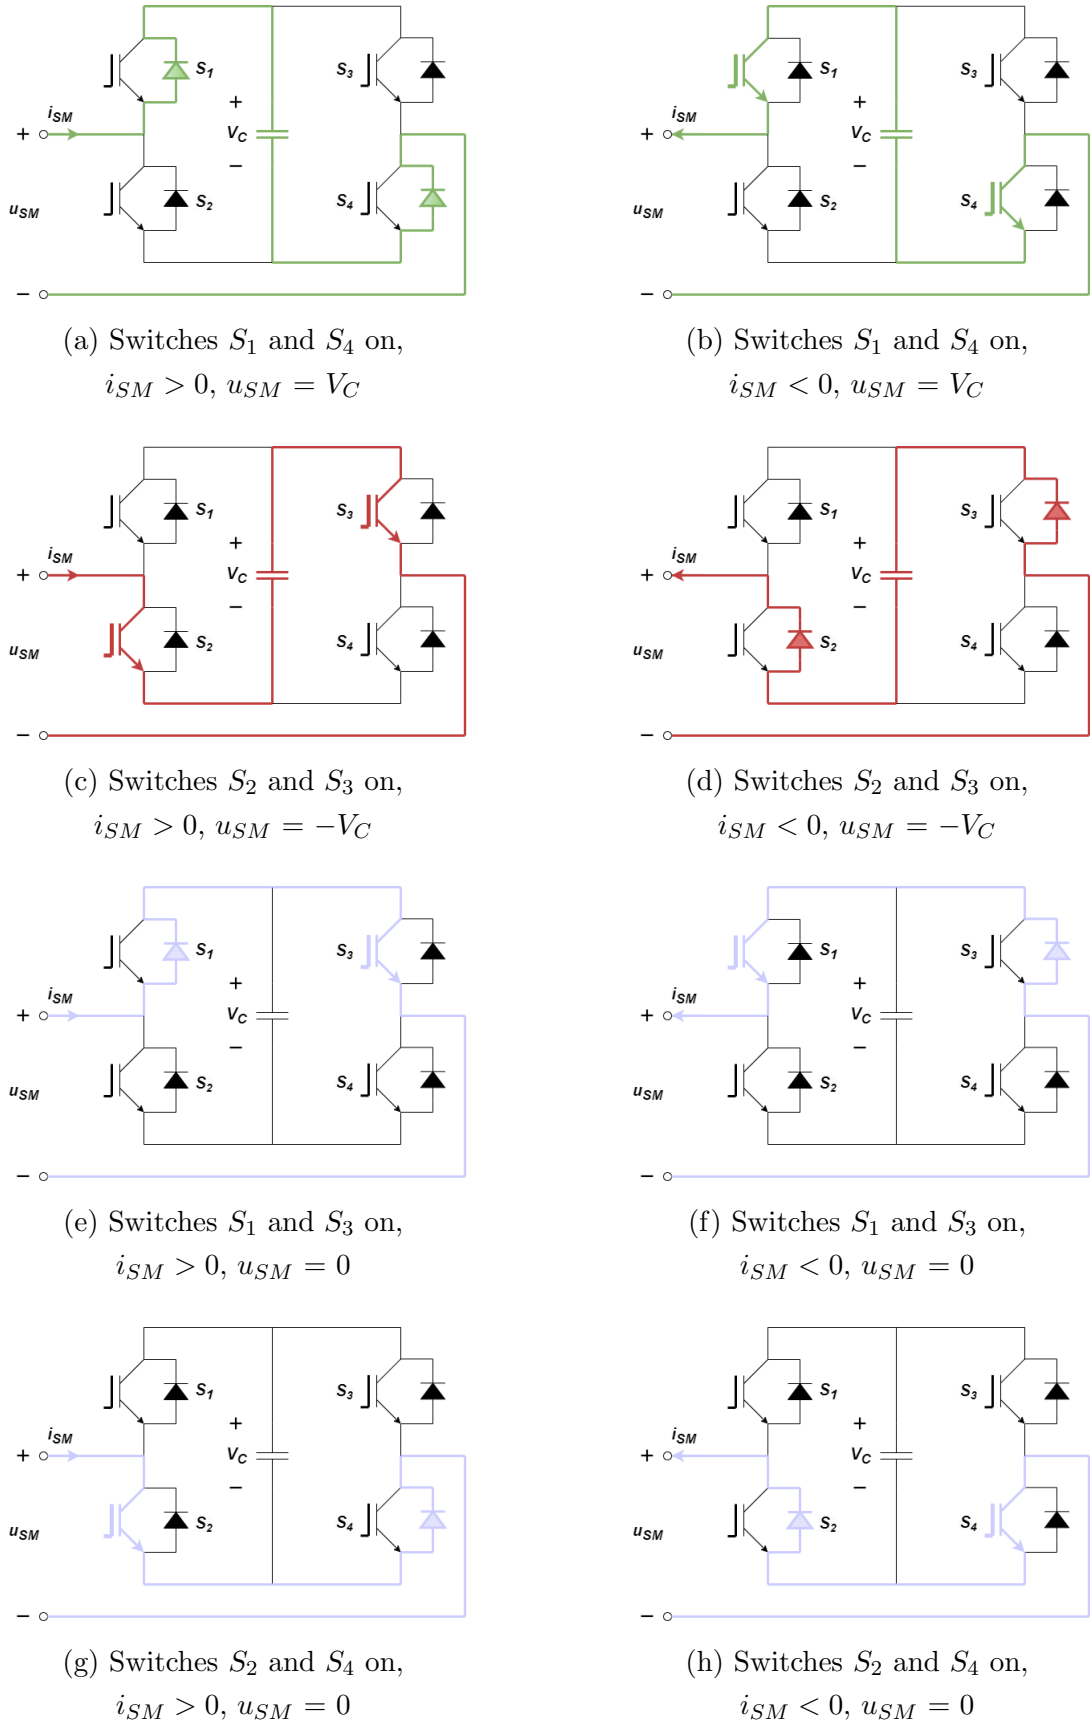 S1 S3
iSM
+ +
VC
−
S2 S4
uSM
−
S1 S3
iSM
+ +
VC
−
S2 S4
uSM
−
(a) Switches S1 and S4 on,
iSM > 0, uSM = VC
(b) Switches S1 and S4 on,
iSM < 0, uSM = VC
S1 S3
iSM
+ +
VC
−
S2 S4
uSM
−
S1 S3
iSM
+ +
VC
−
S2 S4
uSM
−
(c) Switches S2 and S3 on,
iSM > 0, uSM = −VC
(d) Switches S2 and S3 on,
iSM < 0, uSM = −VC
S1 S3
iSM
+ +
VC
−
S2 S4
uSM
−
S1 S3
iSM
+ +
VC
−
S2 S4
uSM
−
(e) Switches S1 and S3 on,
iSM > 0, uSM = 0
(f) Switches S1 and S3 on,
iSM < 0, uSM = 0
S1 S3
iSM
+ +
VC
−
S2 S4
uSM
−
S1 S3
iSM
+ +
VC
−
S2 S4
uSM
−
(g) Switches S2 and S4 on,
iSM > 0, uSM = 0
(h) Switches S2 and S4 on,
iSM < 0, uSM = 0